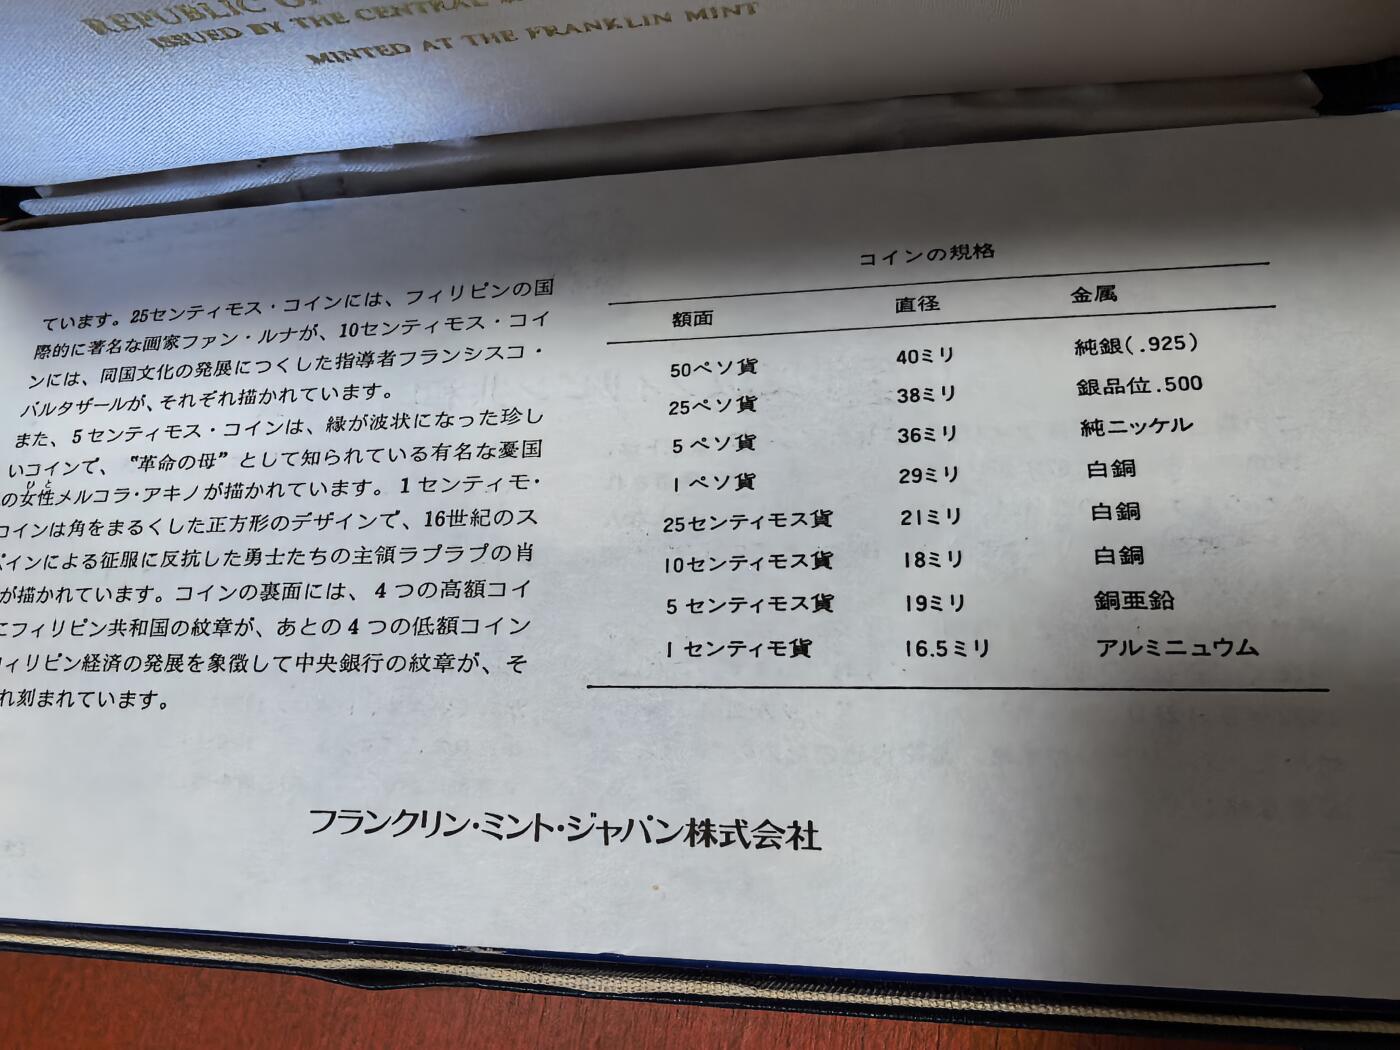 REPUBLIC OF
ISSUED BY THE CENTRAL
MINTED AT THE FRANKLIN MINT
ています。25センティモス・コインには、フィリピンの国
際的に著名な画家ファン・ルナが、10センティモス・コイ
ンには、同国文化の発展につくした指導者フランシスコ・
バルタザールが、それぞれ描かれています。
また、5センティモス・コインは、縁が波状になった珍し
いコインで、“革命の母”として知られている有名な憂国
の女性メルコラ・アキノが描かれています。1センティモ・
コインは角をまるくした正方形のデザインで、16世紀のス
ペインによる征服に反抗した勇士たちの主領ラプラプの肖
が描かれています。コインの裏面には、4つの高額コイ
にフィリピン共和国の紋章が、あとの4つの低額コイン
フィリピン経済の発展を象徴して中央銀行の紋章が、そ
れ刻まれています。
コインの規格
額面 直径 金属
50ペソ貨 40ミリ 純銀(.925)
25ペソ貨 38ミリ 銀品位.500
5ペソ貨 36ミリ 純ニッケル
1ペソ貨 29ミリ 白銅
25センティモス貨 21ミリ 白銅
10センティモス貨 18ミリ 白銅
5センティモス貨 19ミリ 銅亜鉛
1センティモ貨 16.5ミリ アルミニュウム
フランクリン・ミント・ジャパン株式会社